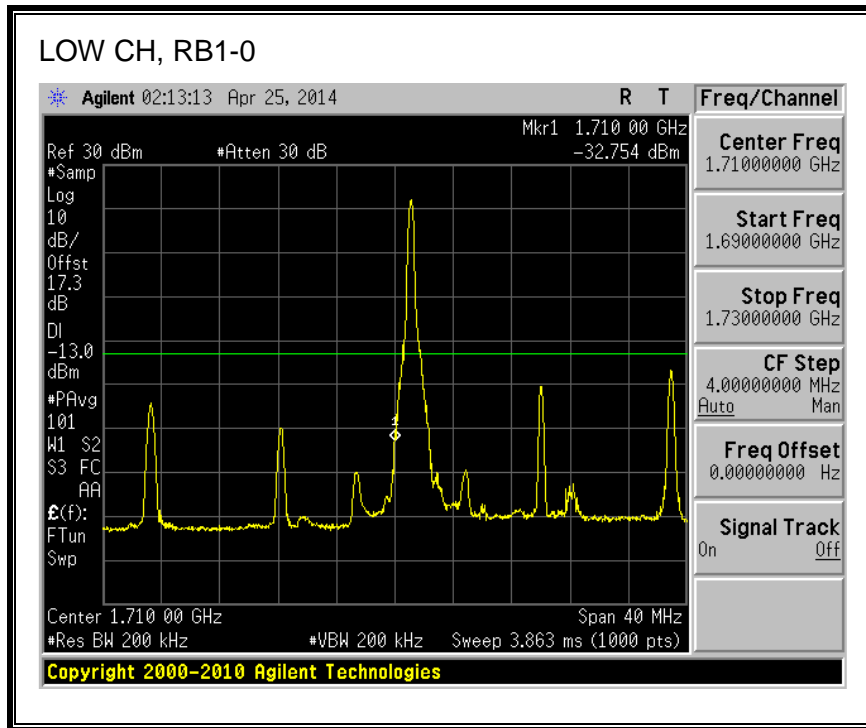 LOW CH, RB1-0
Agilent 02:13:13 Apr 25, 2014 R T
Freq/Channel
Mkr1 1.710 00 GHz
Ref 30 dBm #Atten 30 dB -32.754 dBm
#Samp
Log
10
dB/
Offst
17.3
dB
DI
-13.0
dBm
#PAvg
101
W1 S2
S3 FC
AA
£(f):
FTun
Swp
1
Center 1.710 00 GHz Span 40 MHz
#Res BW 200 kHz #VBW 200 kHz Sweep 3.863 ms (1000 pts)
Center Freq
1.71000000 GHz
Start Freq
1.69000000 GHz
Stop Freq
1.73000000 GHz
CF Step
4.00000000 MHz
Auto Man
Freq Offset
0.00000000 Hz
Signal Track
On Off
Copyright 2000-2010 Agilent Technologies